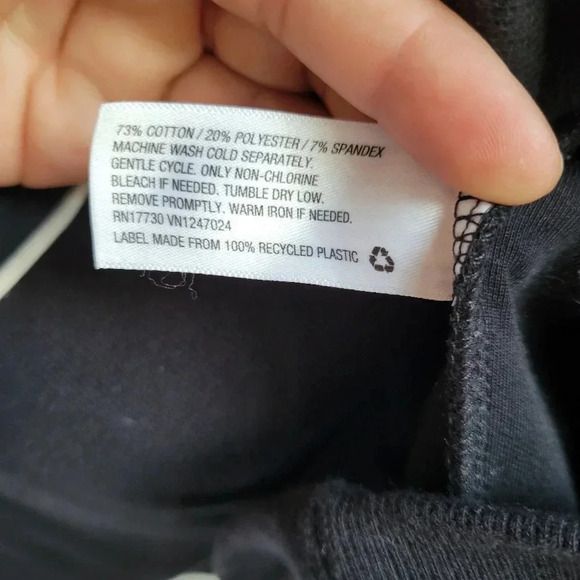 73% COTTON / 20% POLYESTER / 7% SPANDEX
MACHINE WASH COLD SEPARATELY.
GENTLE CYCLE. ONLY NON-CHLORINE
BLEACH IF NEEDED. TUMBLE DRY LOW.
REMOVE PROMPTLY. WARM IRON IF NEEDED.
RN17730 VN1247024
LABEL MADE FROM 100% RECYCLED PLASTIC